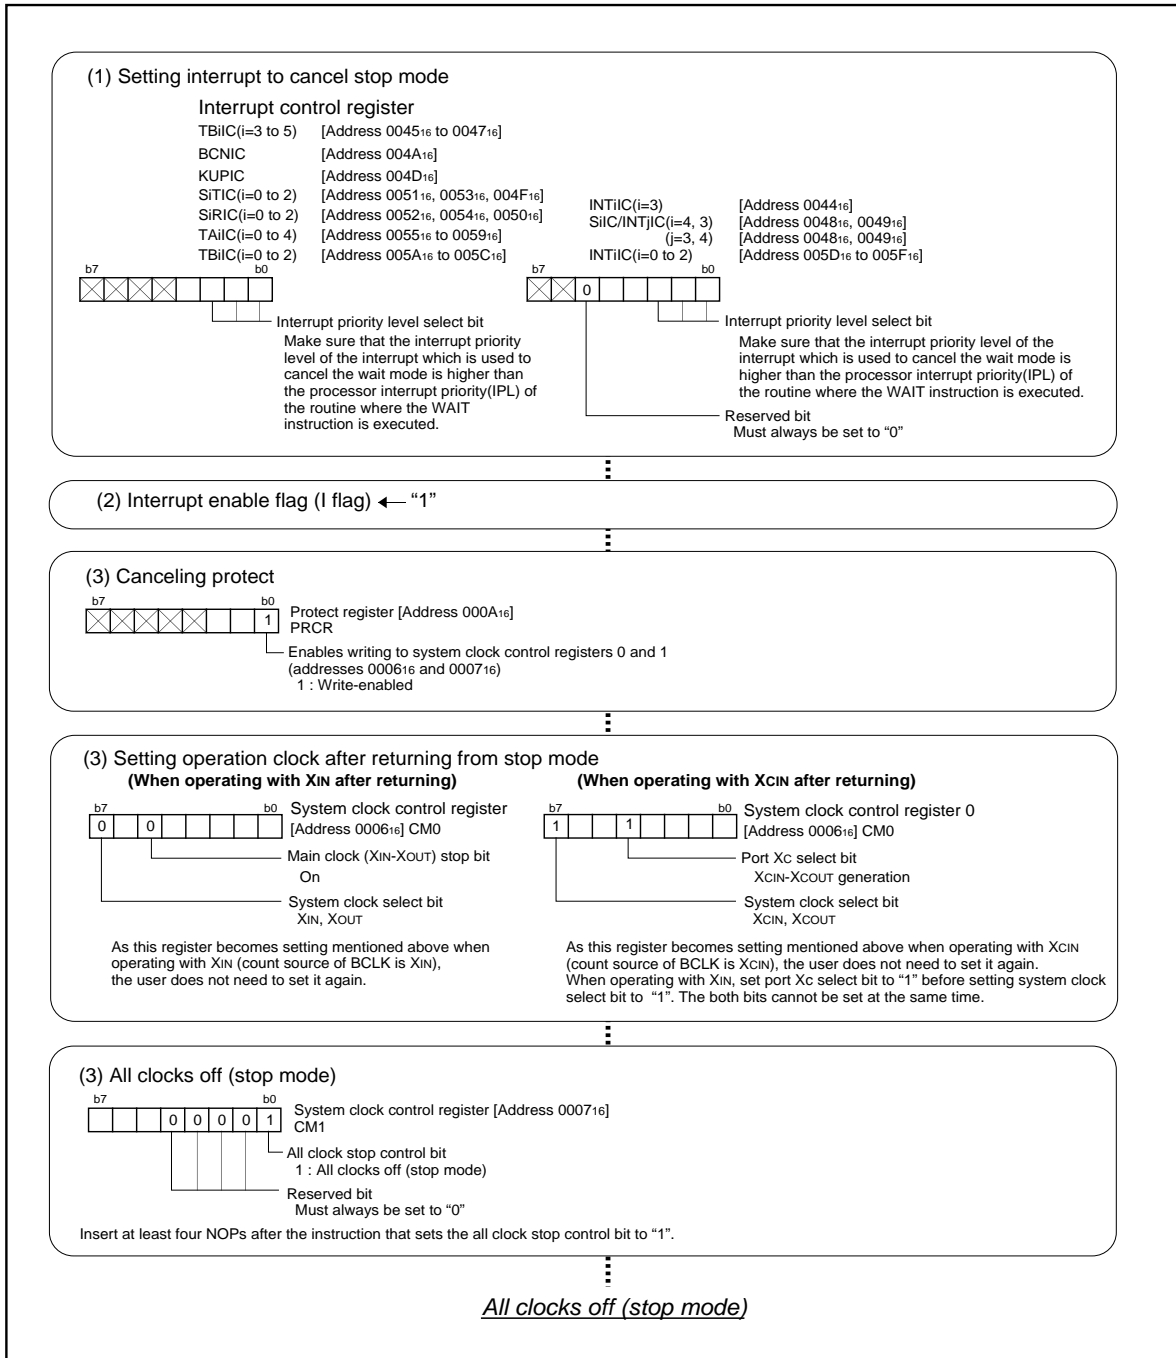 (1) Setting interrupt to cancel stop mode
Interrupt control register
TBiIC(i=3 to 5) [Address 004516 to 004716]
BCNIC [Address 004A16]
KUPIC [Address 004D16]
SiTIC(i=0 to 2) [Address 005116, 005316, 004F16]
SiRIC(i=0 to 2) [Address 005216, 005416, 005016]
TAiIC(i=0 to 4) [Address 005516 to 005916]
TBiIC(i=0 to 2) [Address 005A16 to 005C16]
b7 b0
Interrupt priority level select bit
Make sure that the interrupt priority
level of the interrupt which is used to
cancel the wait mode is higher than
the processor interrupt priority(IPL) of
the routine where the WAIT
instruction is executed.
INTiIC(i=3) [Address 004416]
SiIC/INTjIC(i=4, 3) [Address 004816, 004916]
(j=3, 4) [Address 004816, 004916]
INTiIC(i=0 to 2) [Address 005D16 to 005F16]
b7 b0
0
Interrupt priority level select bit
Make sure that the interrupt priority level of the
interrupt which is used to cancel the wait mode is
higher than the processor interrupt priority(IPL) of
the routine where the WAIT instruction is executed.
Reserved bit
Must always be set to “0”
(2) Interrupt enable flag (I flag) ← “1”
(3) Canceling protect
b7 b0
1
Protect register [Address 000A16]
PRCR
Enables writing to system clock control registers 0 and 1
(addresses 000616 and 000716)
1 : Write-enabled
(3) Setting operation clock after returning from stop mode
(When operating with XIN after returning)
b7 b0
0 0
System clock control register
[Address 000616] CM0
Main clock (XIN-XOUT) stop bit
On
System clock select bit
XIN, XOUT
As this register becomes setting mentioned above when
operating with XIN (count source of BCLK is XIN),
the user does not need to set it again.
(When operating with XCIN after returning)
b7 b0
1 1
System clock control register 0
[Address 000616] CM0
Port XC select bit
XCIN-XCOUT generation
System clock select bit
XCIN, XCOUT
As this register becomes setting mentioned above when operating with XCIN
(count source of BCLK is XCIN), the user does not need to set it again.
When operating with XIN, set port Xc select bit to “1” before setting system clock
select bit to “1”. The both bits cannot be set at the same time.
(3) All clocks off (stop mode)
b7 b0
0 0 0 0 1
System clock control register [Address 000716]
CM1
All clock stop control bit
1 : All clocks off (stop mode)
Reserved bit
Must always be set to “0”
Insert at least four NOPs after the instruction that sets the all clock stop control bit to “1”.
All clocks off (stop mode)